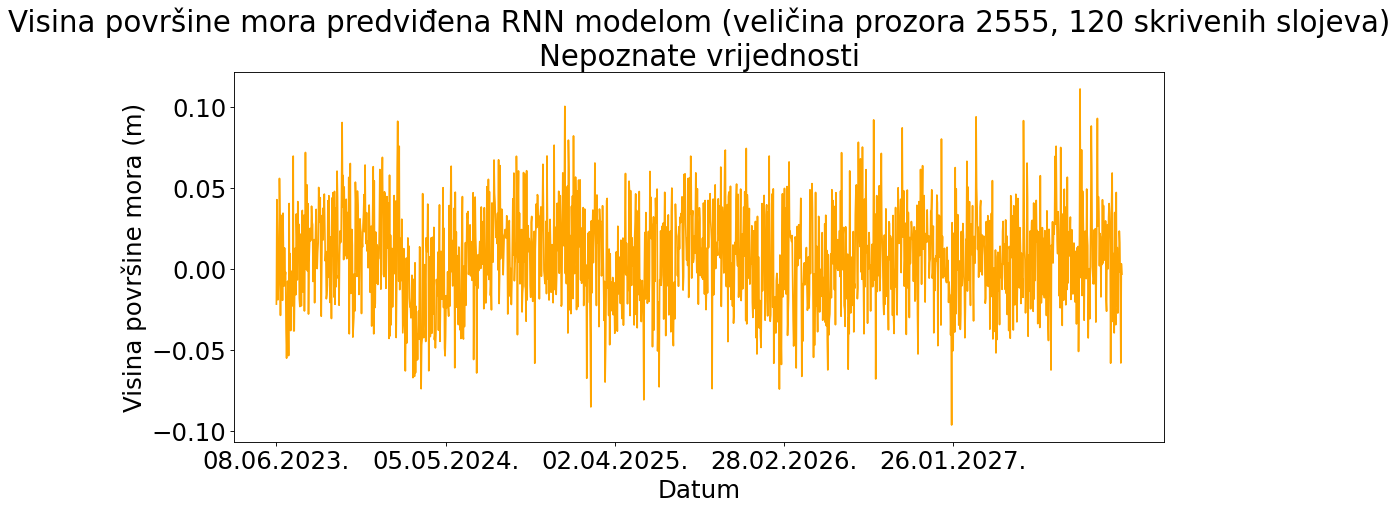 Visina površine mora predviđena RNN modelom (veličina prozora 2555, 120 skrivenih slojeva)
Nepoznate vrijednosti
Visina površine mora (m)
0.10
0.05
0.00
−0.05
−0.10
08.06.2023. 05.05.2024. 02.04.2025. 28.02.2026. 26.01.2027.
Datum